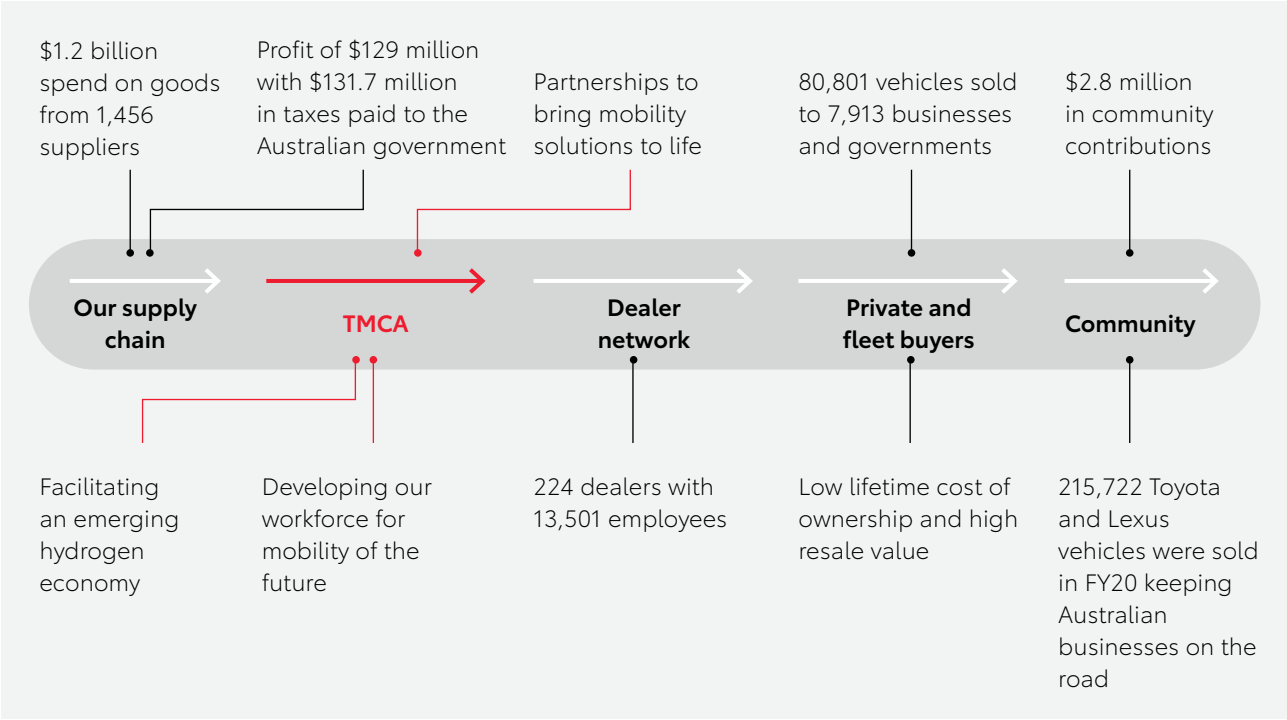 $1.2 billion
spend on goods
from 1,456
suppliers
Profit of $129 million
with $131.7 million
in taxes paid to the
Australian government
Partnerships to
bring mobility
solutions to life
80,801 vehicles sold
to 7,913 businesses
and governments
$2.8 million
in community
contributions
Our supply
chain
TMCA
Dealer
network
Private and
fleet buyers
Community
Facilitating
an emerging
hydrogen
economy
Developing our
workforce for
mobility of the
future
224 dealers with
13,501 employees
Low lifetime cost of
ownership and high
resale value
215,722 Toyota
and Lexus
vehicles were sold
in FY20 keeping
Australian
businesses on the
road